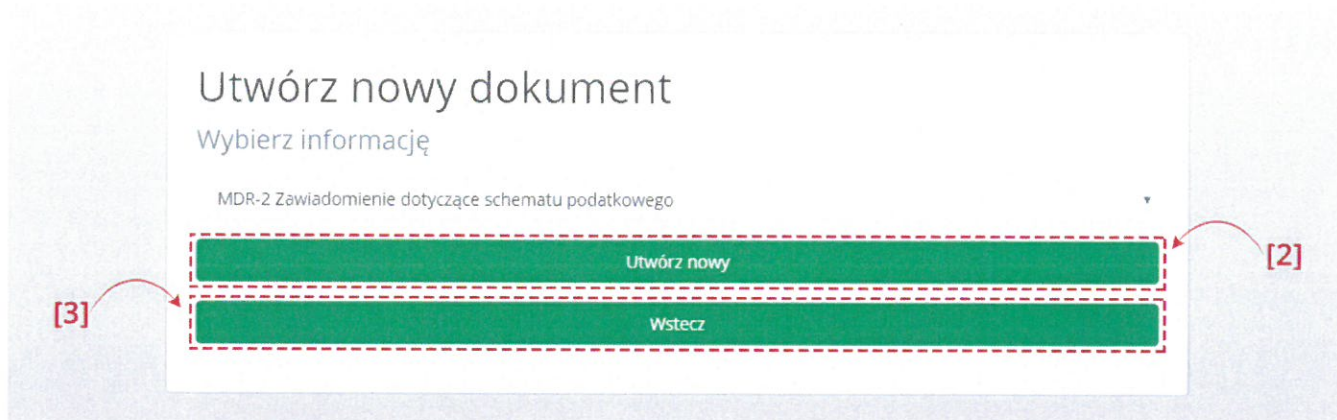 Utwórz nowy dokument
Wybierz informację
MDR-2 Zawiadomienie dotyczące schematu podatkowego
Utwórz nowy
[2]
[3]
Wstecz